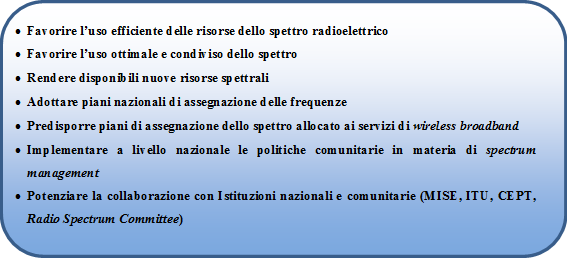 • Favorire l’uso efficiente delle risorse dello spettro radioelettrico
• Favorire l’uso ottimale e condiviso dello spettro
• Rendere disponibili nuove risorse spettrali
• Adottare piani nazionali di assegnazione delle frequenze
• Predisporre piani di assegnazione dello spettro allocato ai servizi di wireless broadband
• Implementare a livello nazionale le politiche comunitarie in materia di spectrum
management
• Potenziare la collaborazione con Istituzioni nazionali e comunitarie (MISE, ITU, CEPT,
Radio Spectrum Committee)